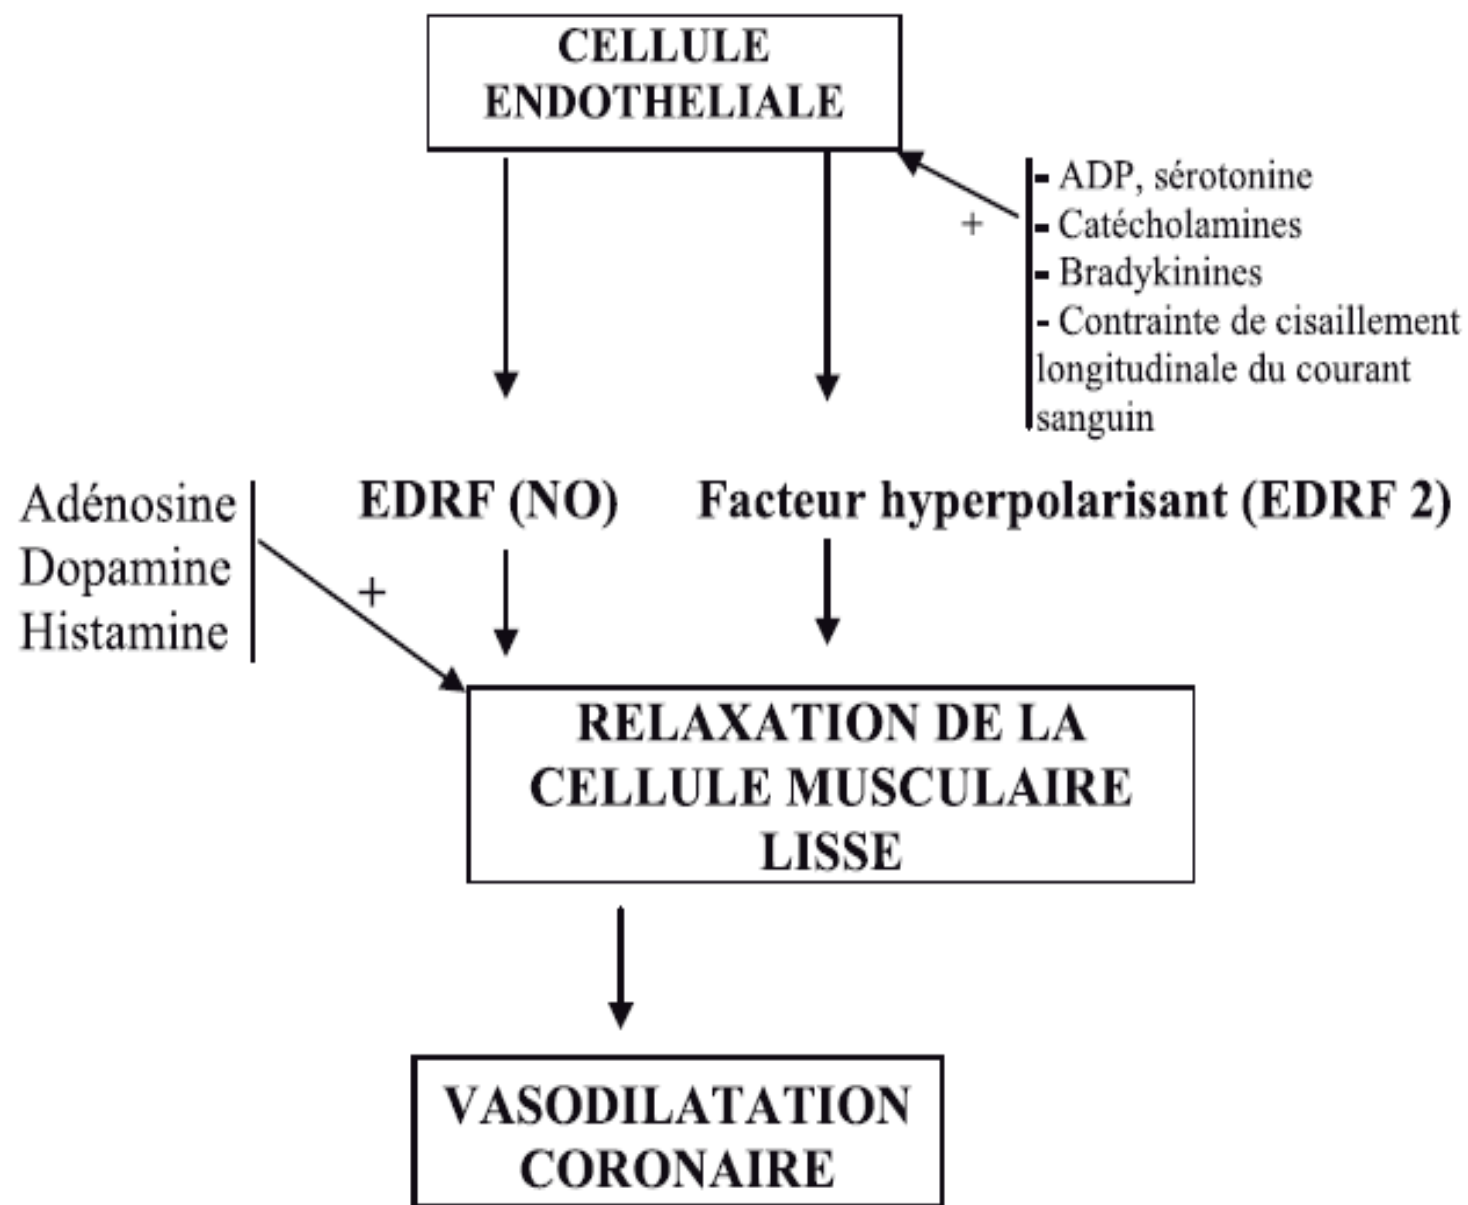 CELLULE
ENDOTHELIALE
- ADP, sérotonine
- Catécholamines
- Bradykinines
- Contrainte de cisaillement
longitudinale du courant
sanguin
+
Adénosine
Dopamine
Histamine
+
EDRF (NO)
Facteur hyperpolarisant (EDRF 2)
RELAXATION DE LA
CELLULE MUSCULAIRE
LISSE
VASODILATATION
CORONAIRE